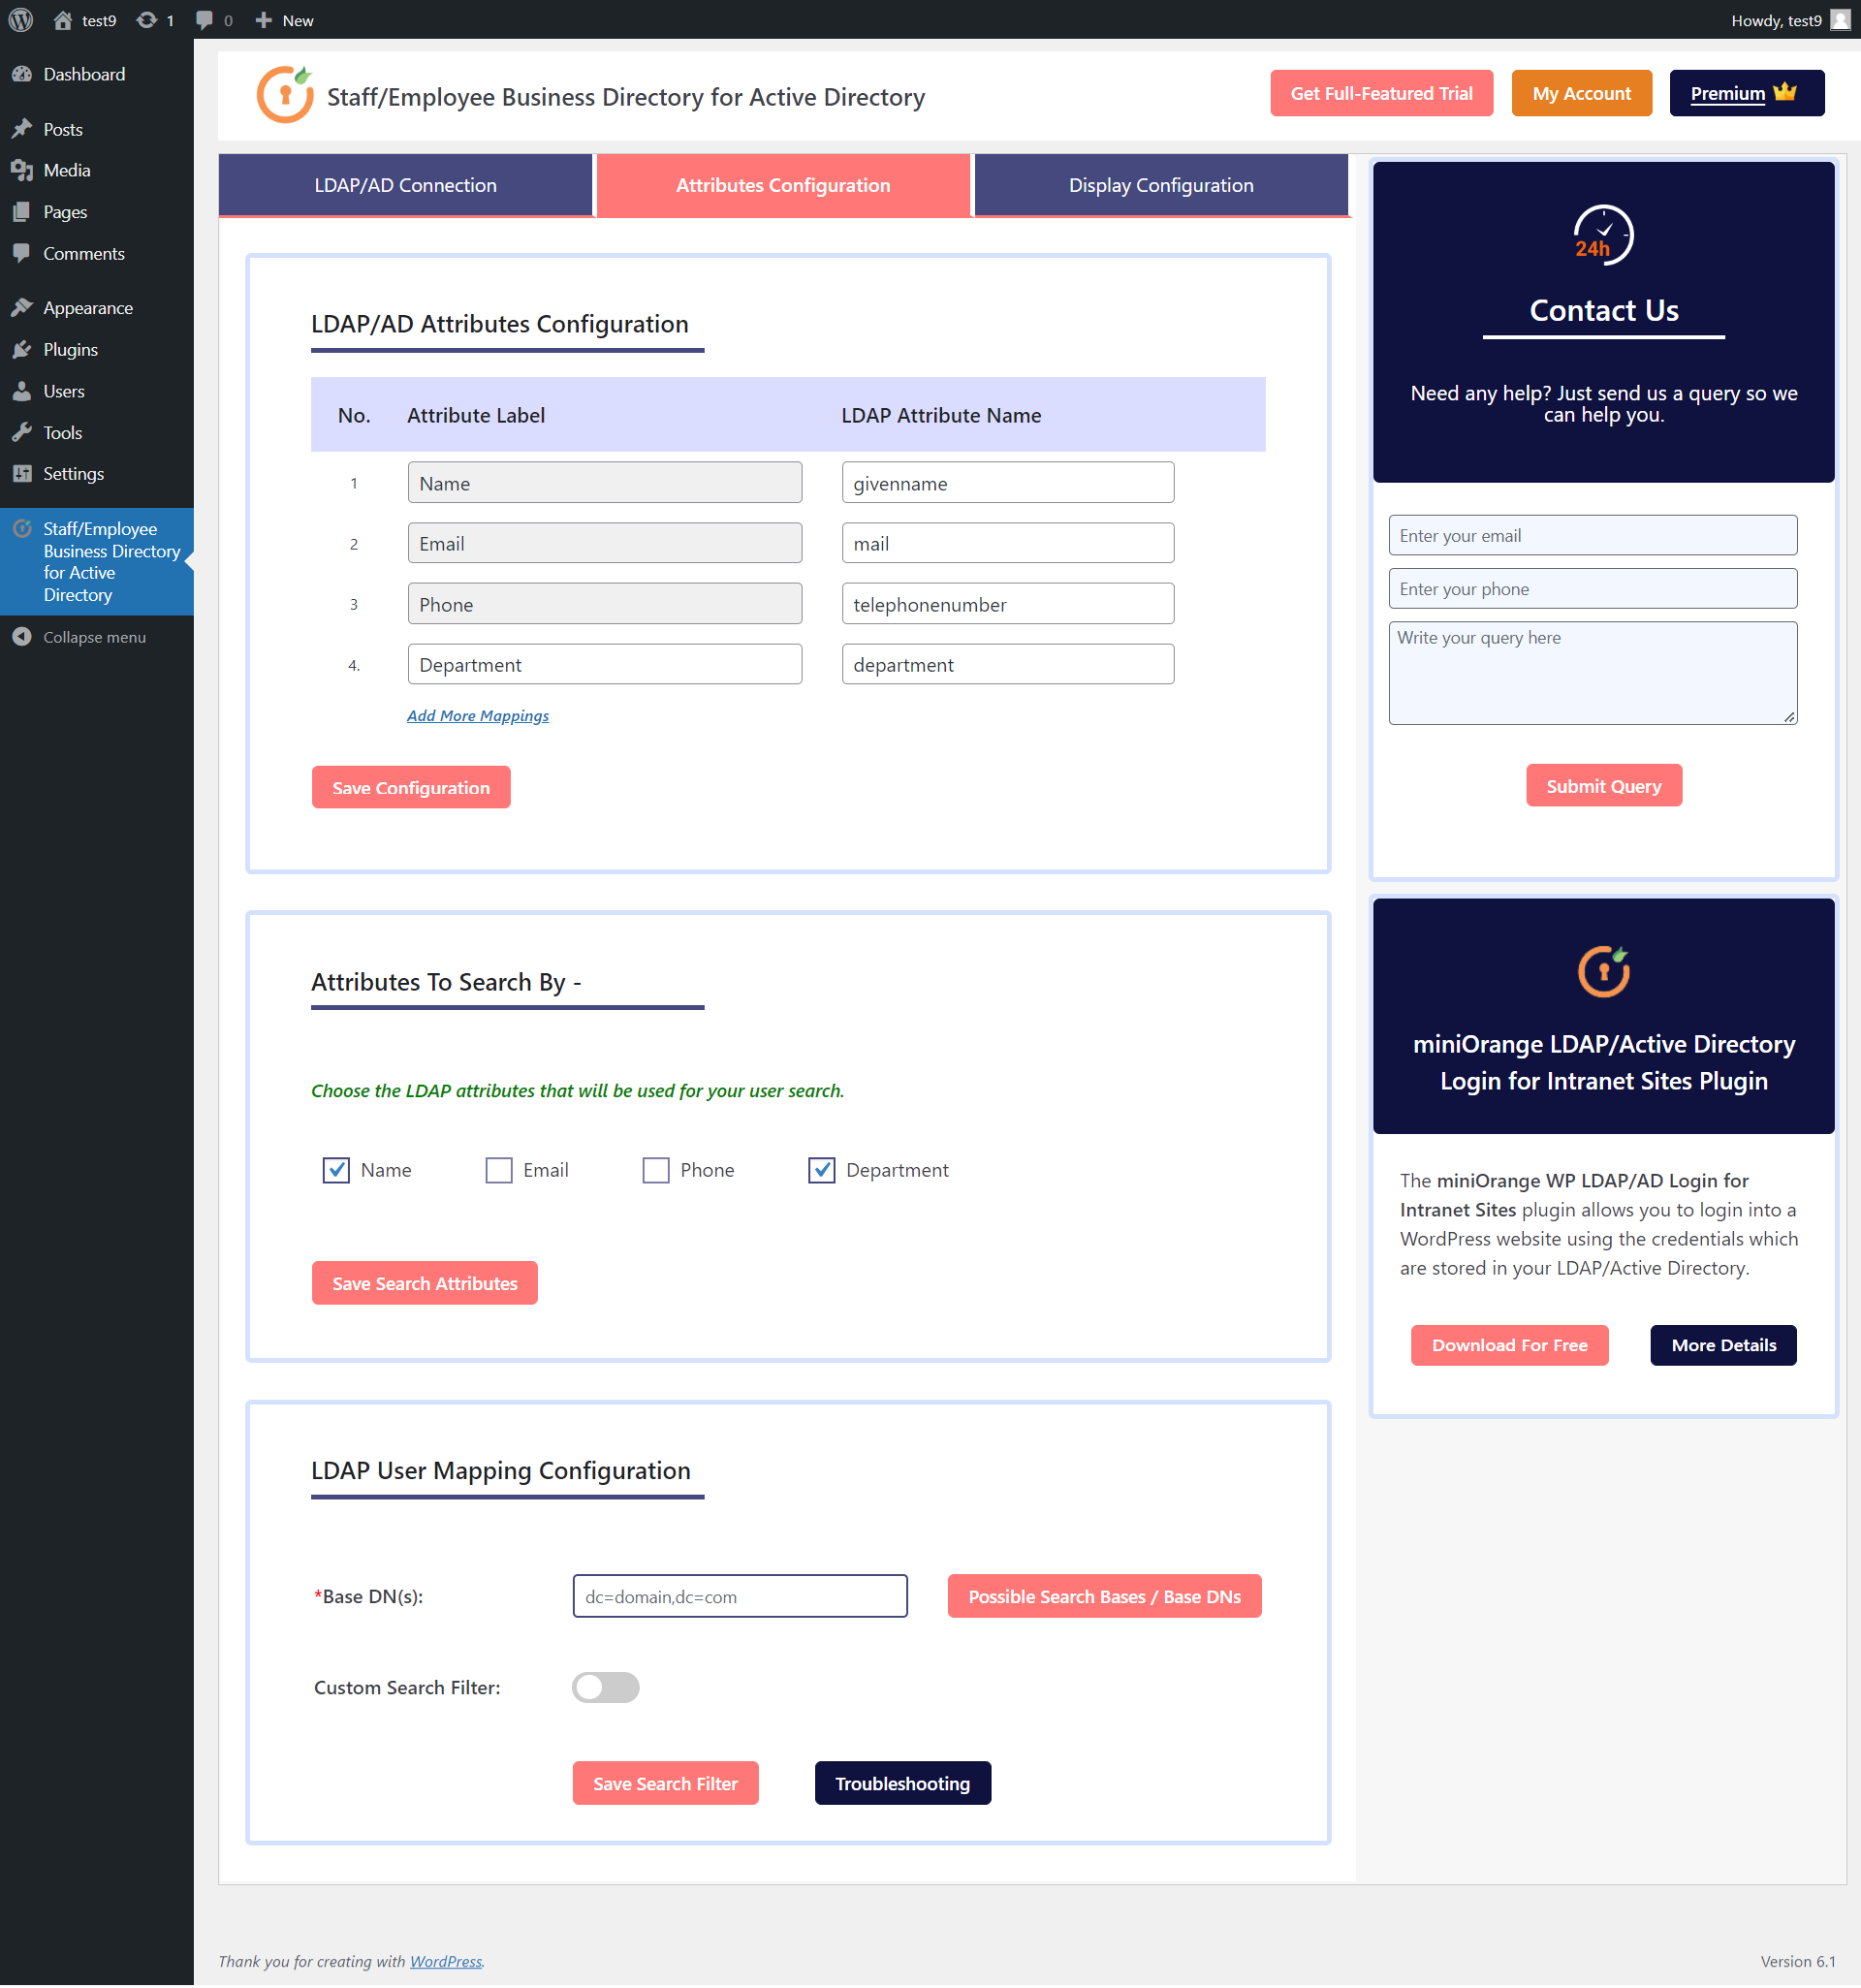 test9
1
0
New
Howdy, test9
Dashboard
Posts
Media
Pages
Comments
Appearance
Plugins
Users
Tools
Settings
Staff/Employee
Business Directory
for Active
Directory
Collapse menu
Staff/Employee Business Directory for Active Directory
Get Full-Featured Trial
My Account
Premium
LDAP/AD Connection
Attributes Configuration
Display Configuration
LDAP/AD Attributes Configuration
No. Attribute Label LDAP Attribute Name
1 Name givenname
2 Email mail
3 Phone telephonenumber
4. Department department
Add More Mappings
Save Configuration
Attributes To Search By -
Choose the LDAP attributes that will be used for your user search.
Name Email Phone Department
Save Search Attributes
LDAP User Mapping Configuration
*Base DN(s): dc=domain,dc=com Possible Search Bases / Base DNs
Custom Search Filter:
Save Search Filter Troubleshooting
24h
Contact Us
Need any help? Just send us a query so we
can help you.
Enter your email
Enter your phone
Write your query here
Submit Query
miniOrange LDAP/Active Directory
Login for Intranet Sites Plugin
The miniOrange WP LDAP/AD Login for
Intranet Sites plugin allows you to login into a
WordPress website using the credentials which
are stored in your LDAP/Active Directory.
Download For Free More Details
Thank you for creating with WordPress.
Version 6.1